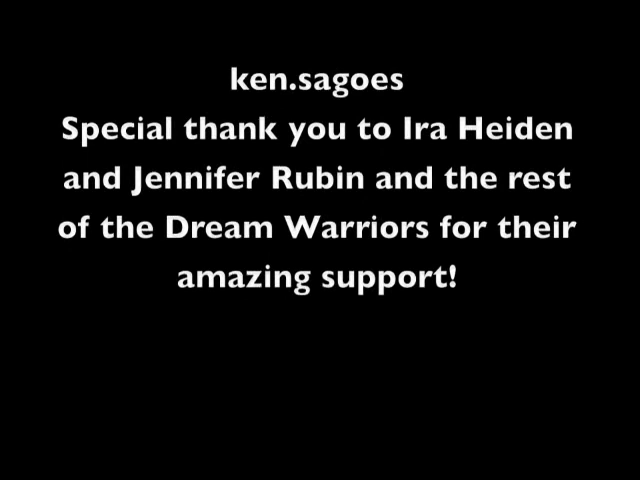 ken.sagoes
Special thank you to Ira Heiden
and Jennifer Rubin and the rest
of the Dream Warriors for their
amazing support!